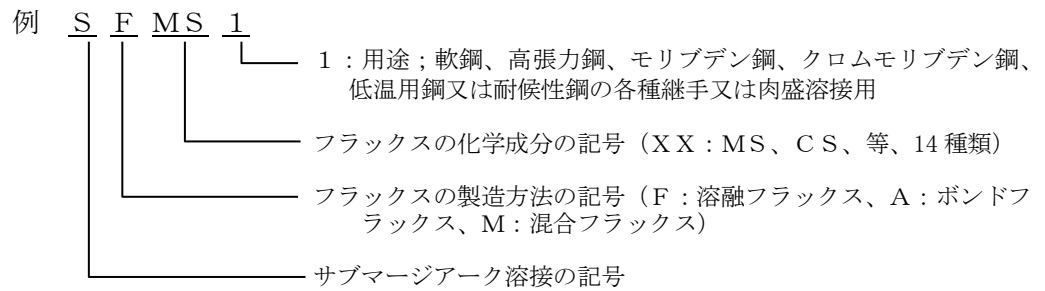 例 ＳＦＭＳ１
１：用途；軟鋼、高張力鋼、モリブデン鋼、クロムモリブデン鋼、
低温用鋼又は耐候性鋼の各種継手又は肉盛溶接用
フラックスの化学成分の記号（ＸＸ：ＭＳ、ＣＳ、等、14 種類）
フラックスの製造方法の記号（Ｆ：溶融フラックス、Ａ：ボンドフ
ラックス、Ｍ：混合フラックス）
サブマージアーク溶接の記号